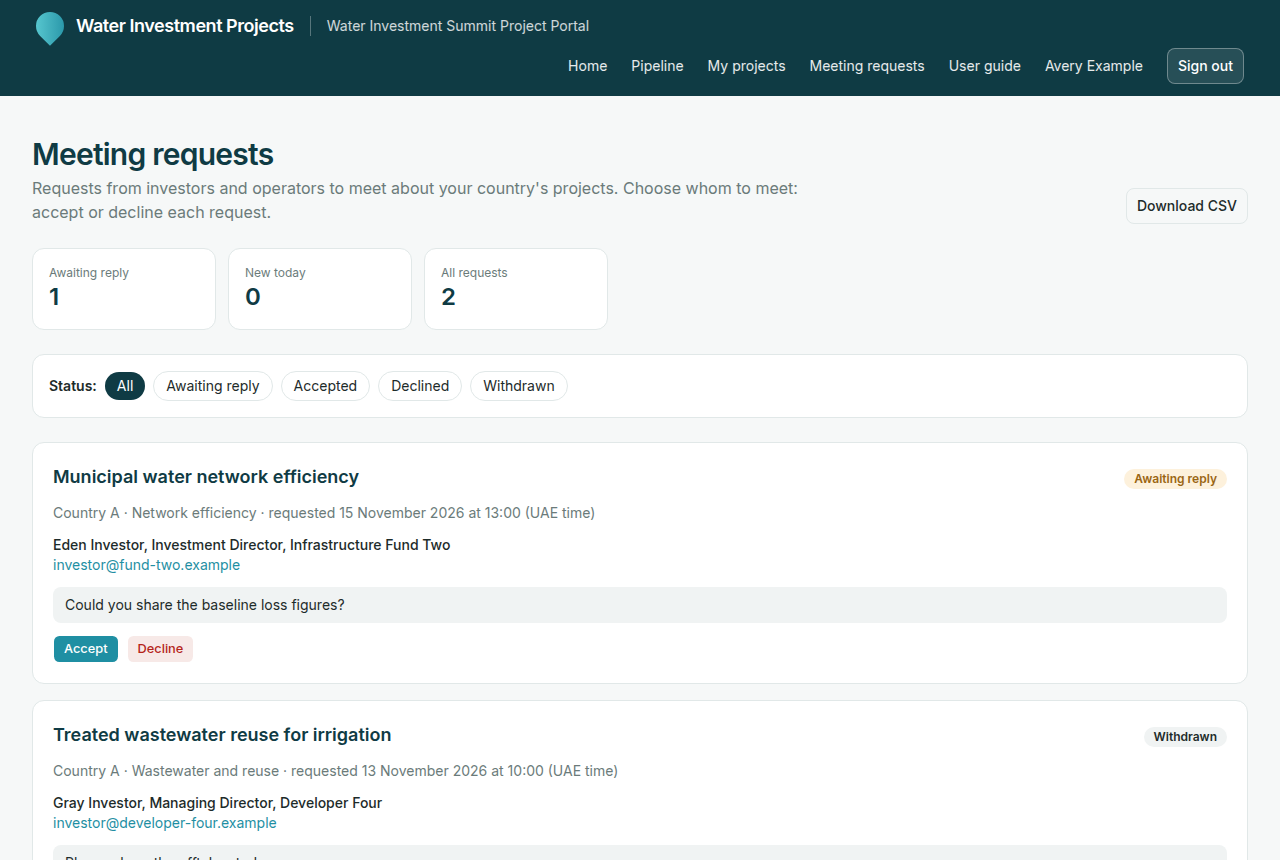 Water Investment Projects
Water Investment Summit Project Portal
Home Pipeline My projects Meeting requests User guide Avery Example Sign out
Meeting requests
Requests from investors and operators to meet about your country's projects. Choose whom to meet:
accept or decline each request.
Download CSV
Awaiting reply
1
New today
0
All requests
2
Status: All Awaiting reply Accepted Declined Withdrawn
Municipal water network efficiency
Awaiting reply
Country A · Network efficiency · requested 15 November 2026 at 13:00 (UAE time)
Eden Investor, Investment Director, Infrastructure Fund Two
investor@fund-two.example
Could you share the baseline loss figures?
Accept Decline
Treated wastewater reuse for irrigation
Withdrawn
Country A · Wastewater and reuse · requested 13 November 2026 at 10:00 (UAE time)
Gray Investor, Managing Director, Developer Four
investor@developer-four.example